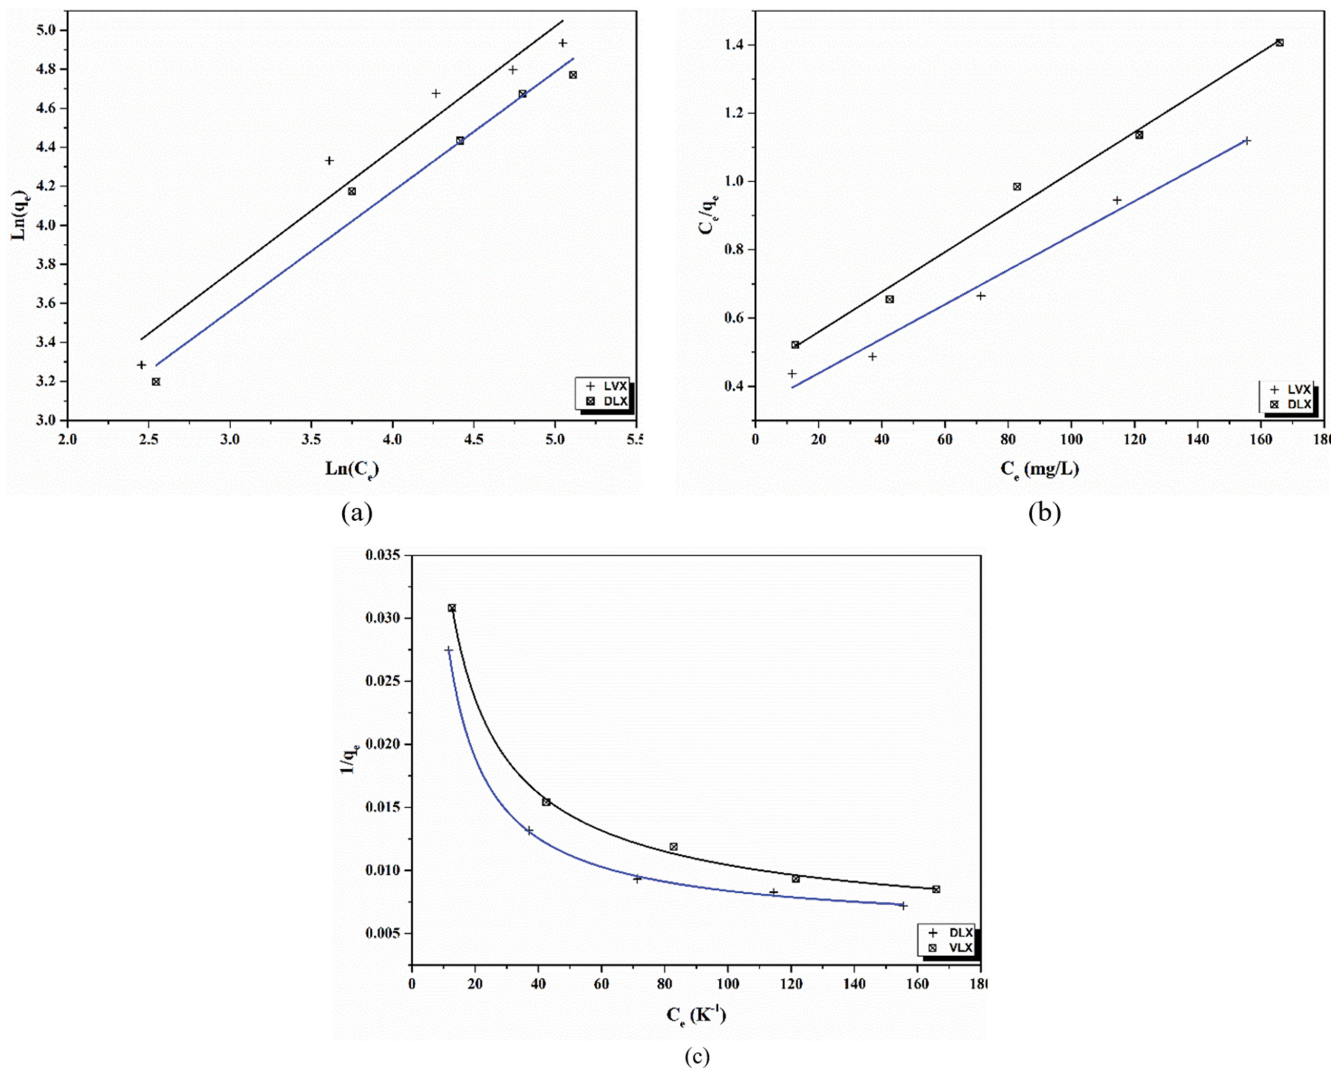 5.0
4.8
4.6
4.4
4.2
4.0
3.8
3.6
3.4
3.2
3.0
Ln(qe)
2.0 2.5 3.0 3.5 4.0 4.5 5.0 5.5
Ln(Ce)
LVX
DLX
(a)
1.4
1.2
1.0
0.8
0.6
0.4
Ce/qe
0 20 40 60 80 100 120 140 160 180
Ce (mg/L)
LVX
DLX
(b)
0.035
0.030
0.025
0.020
0.015
0.010
0.005
1/qe
0 20 40 60 80 100 120 140 160 180
Ce (K-1)
DLX
VLX
(c)